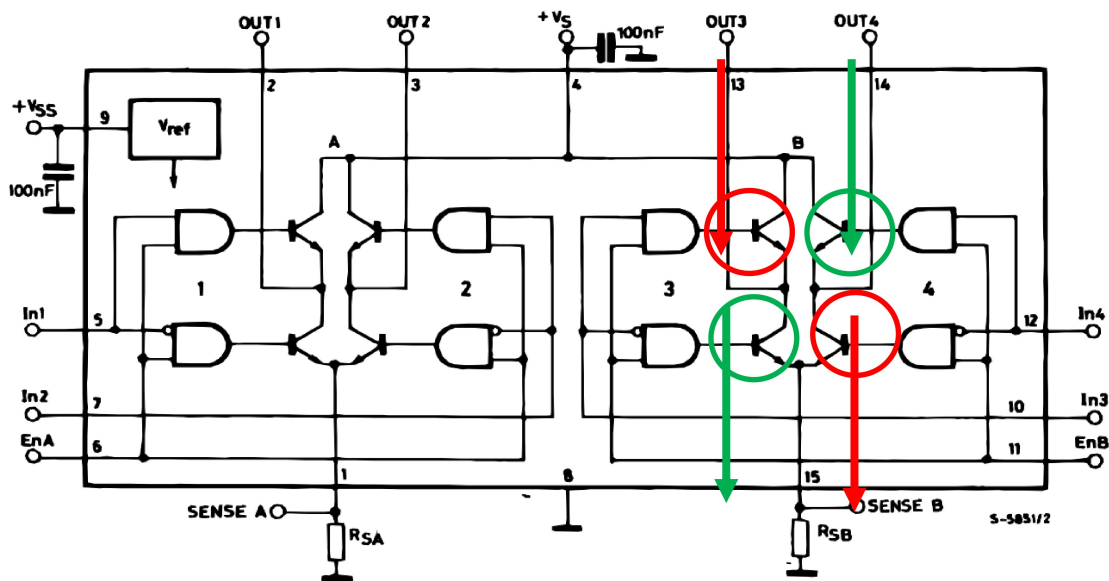 OUT1
OUT2
+VS
100nF
OUT3
OUT4
2
3
4
13
14
+VSS
9
Vref
A
B
100nF
1
2
3
4
In1
5
12
In4
In2
7
10
In3
EnA
6
11
EnB
1
8
15
SENSE A
SENSE B
S-5851/2
RSA
RSB